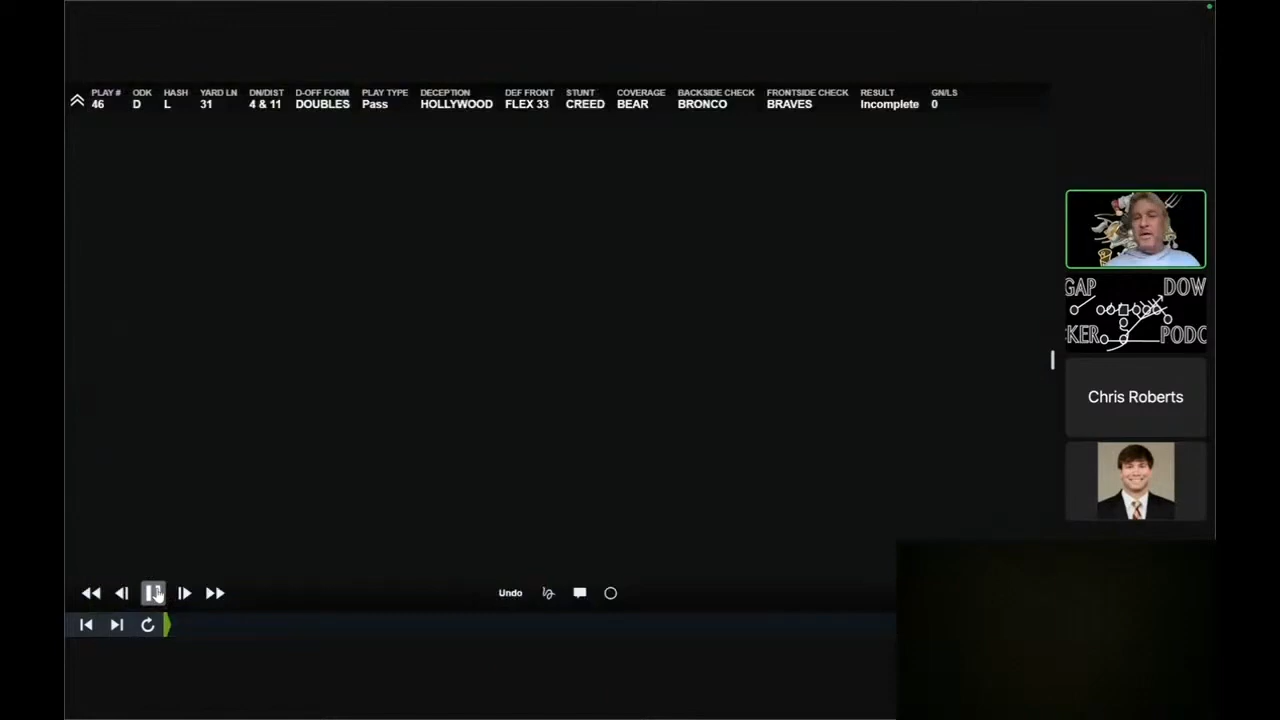 PLAY # ODK HASH YARD LN DN/DIST D-OFF FORM PLAY TYPE DECEPTION DEF FRONT STUNT COVERAGE BACKSIDE CHECK FRONTSIDE CHECK RESULT GN/LS
46 D L 31 4 & 11 DOUBLES Pass HOLLYWOOD FLEX 33 CREED BEAR BRONCO BRAVES Incomplete 0
GAP DOW
CKER PODC
Chris Roberts
Undo